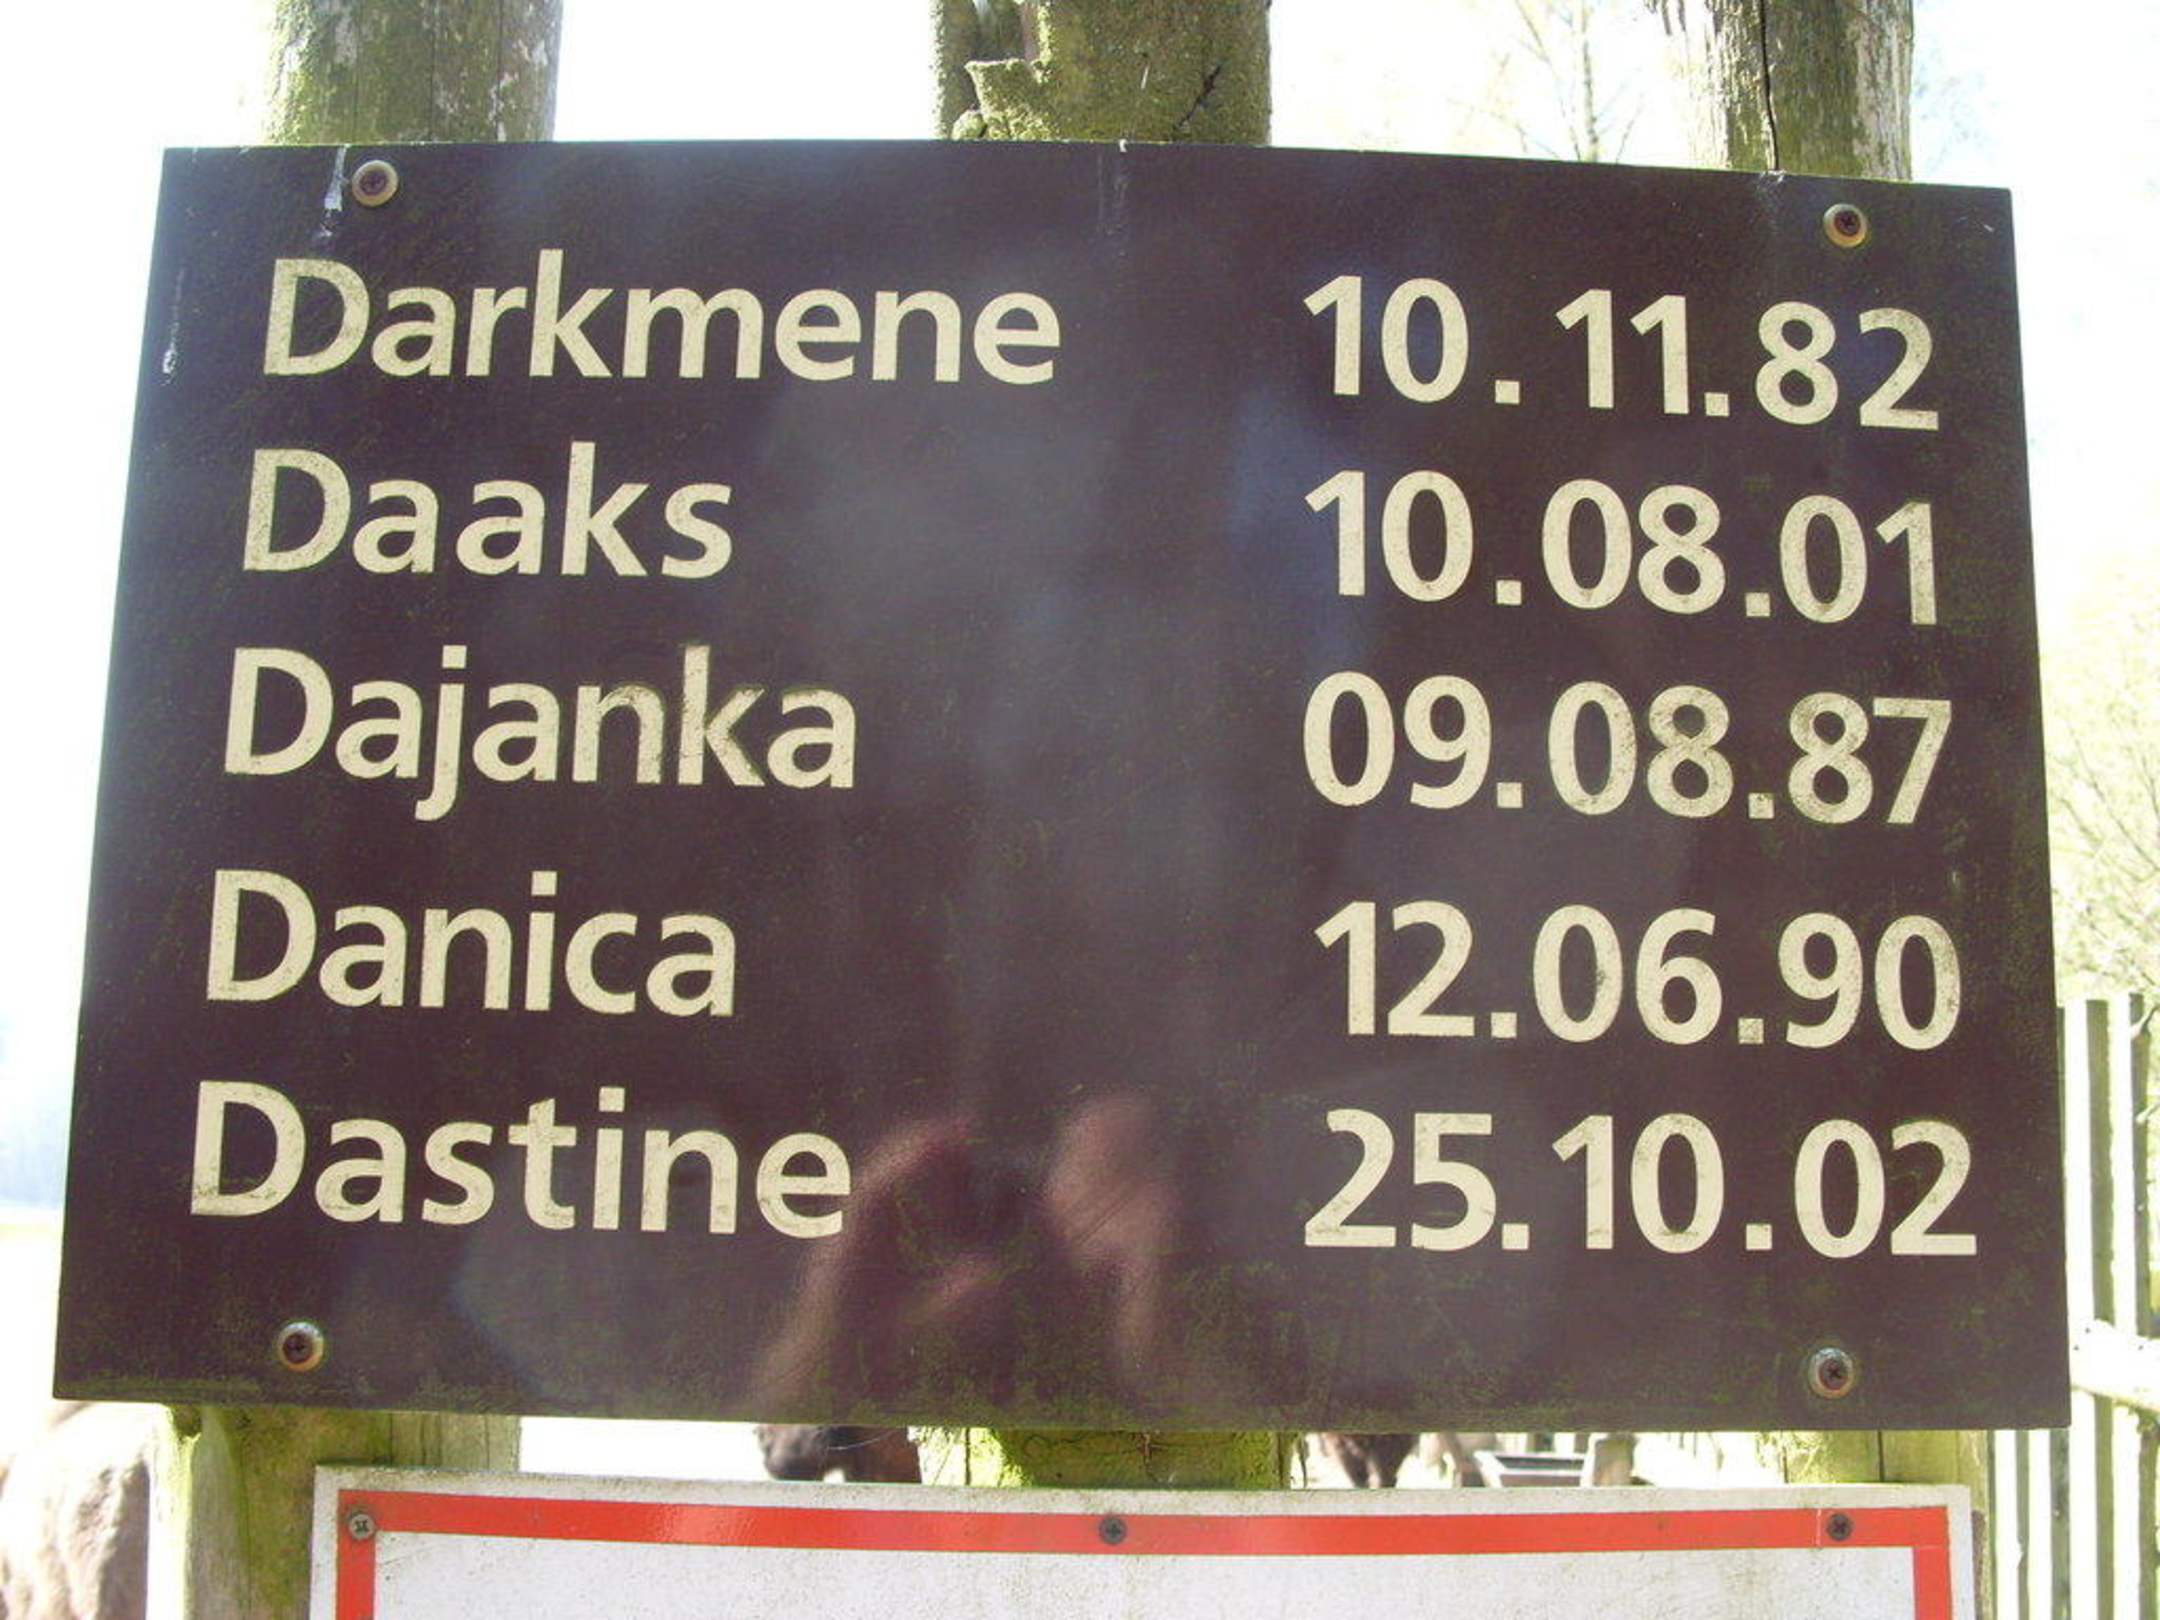 Darkmene 10.11.82
Daaks 10.08.01
Dajanka 09.08.87
Danica 12.06.90
Dastine 25.10.02